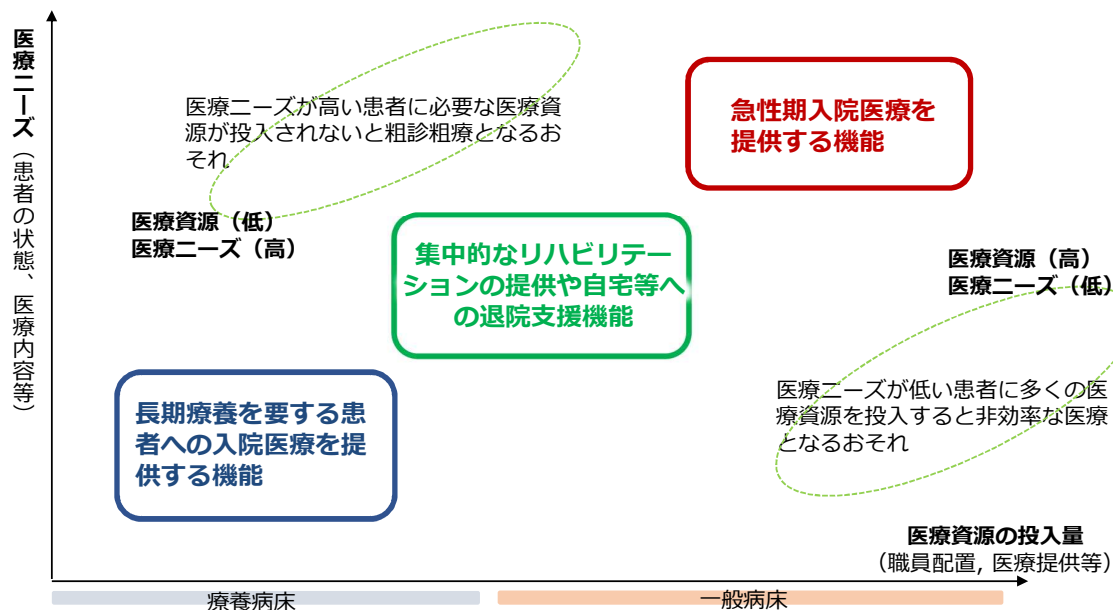 医療ニーズ（患者の状態、医療内容等）
医療ニーズが高い患者に必要な医療資
源が投入されないと粗診粗療となるお
それ
急性期入院医療を
提供する機能
医療資源（低）
医療ニーズ（高）
集中的なリハビリテー
ションの提供や自宅等へ
の退院支援機能
医療資源（高）
医療ニーズ（低）
長期療養を要する患
者への入院医療を提
供する機能
医療ニーズが低い患者に多くの医
療資源を投入すると非効率な医療
となるおそれ
医療資源の投入量
（職員配置, 医療提供等）
療養病床
一般病床